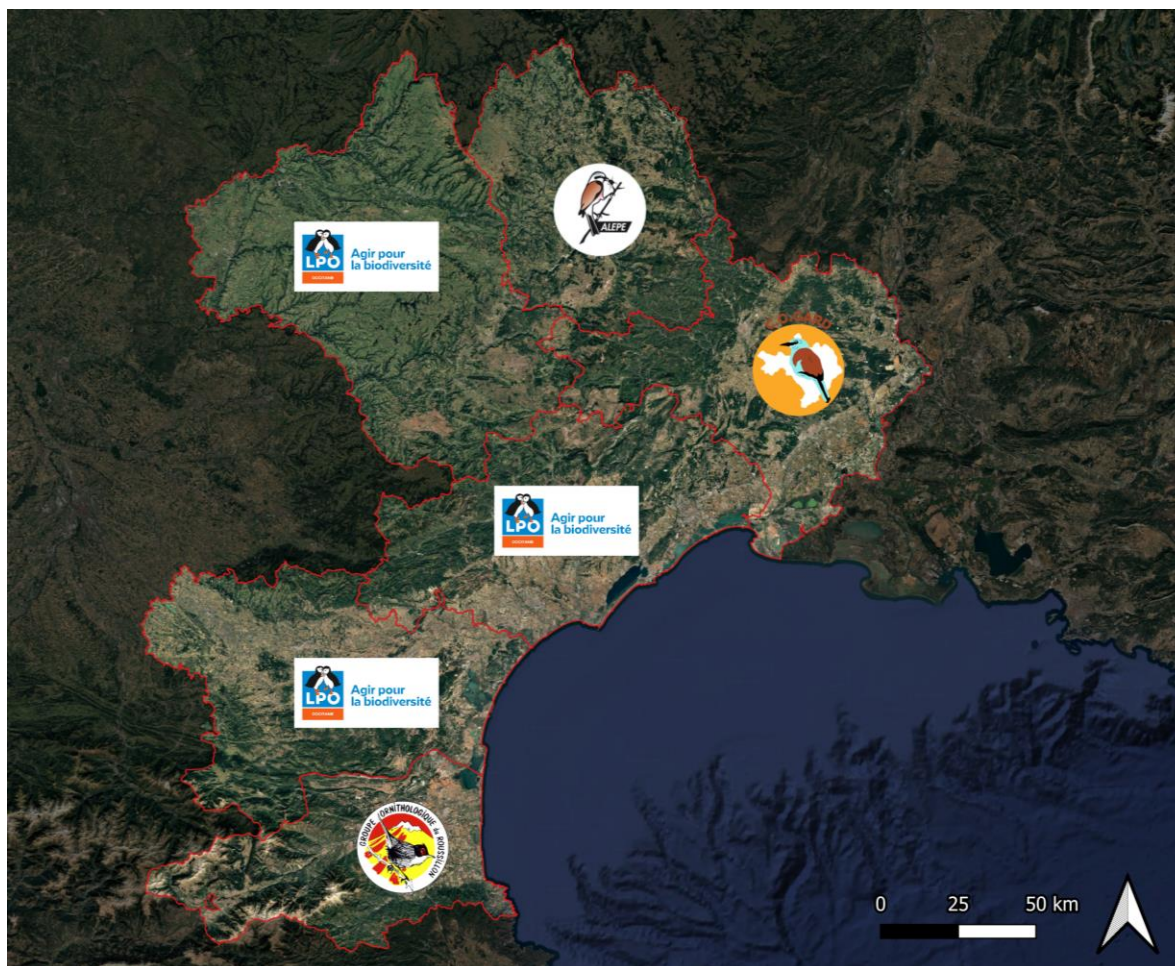 ALEPE
LPO
Agir pour
la biodiversité
LPO
Agir pour
la biodiversité
LPO
Agir pour
la biodiversité
GROUPE ORNITHOLOGIQUE du ROUSSILLON
0 25 50 km